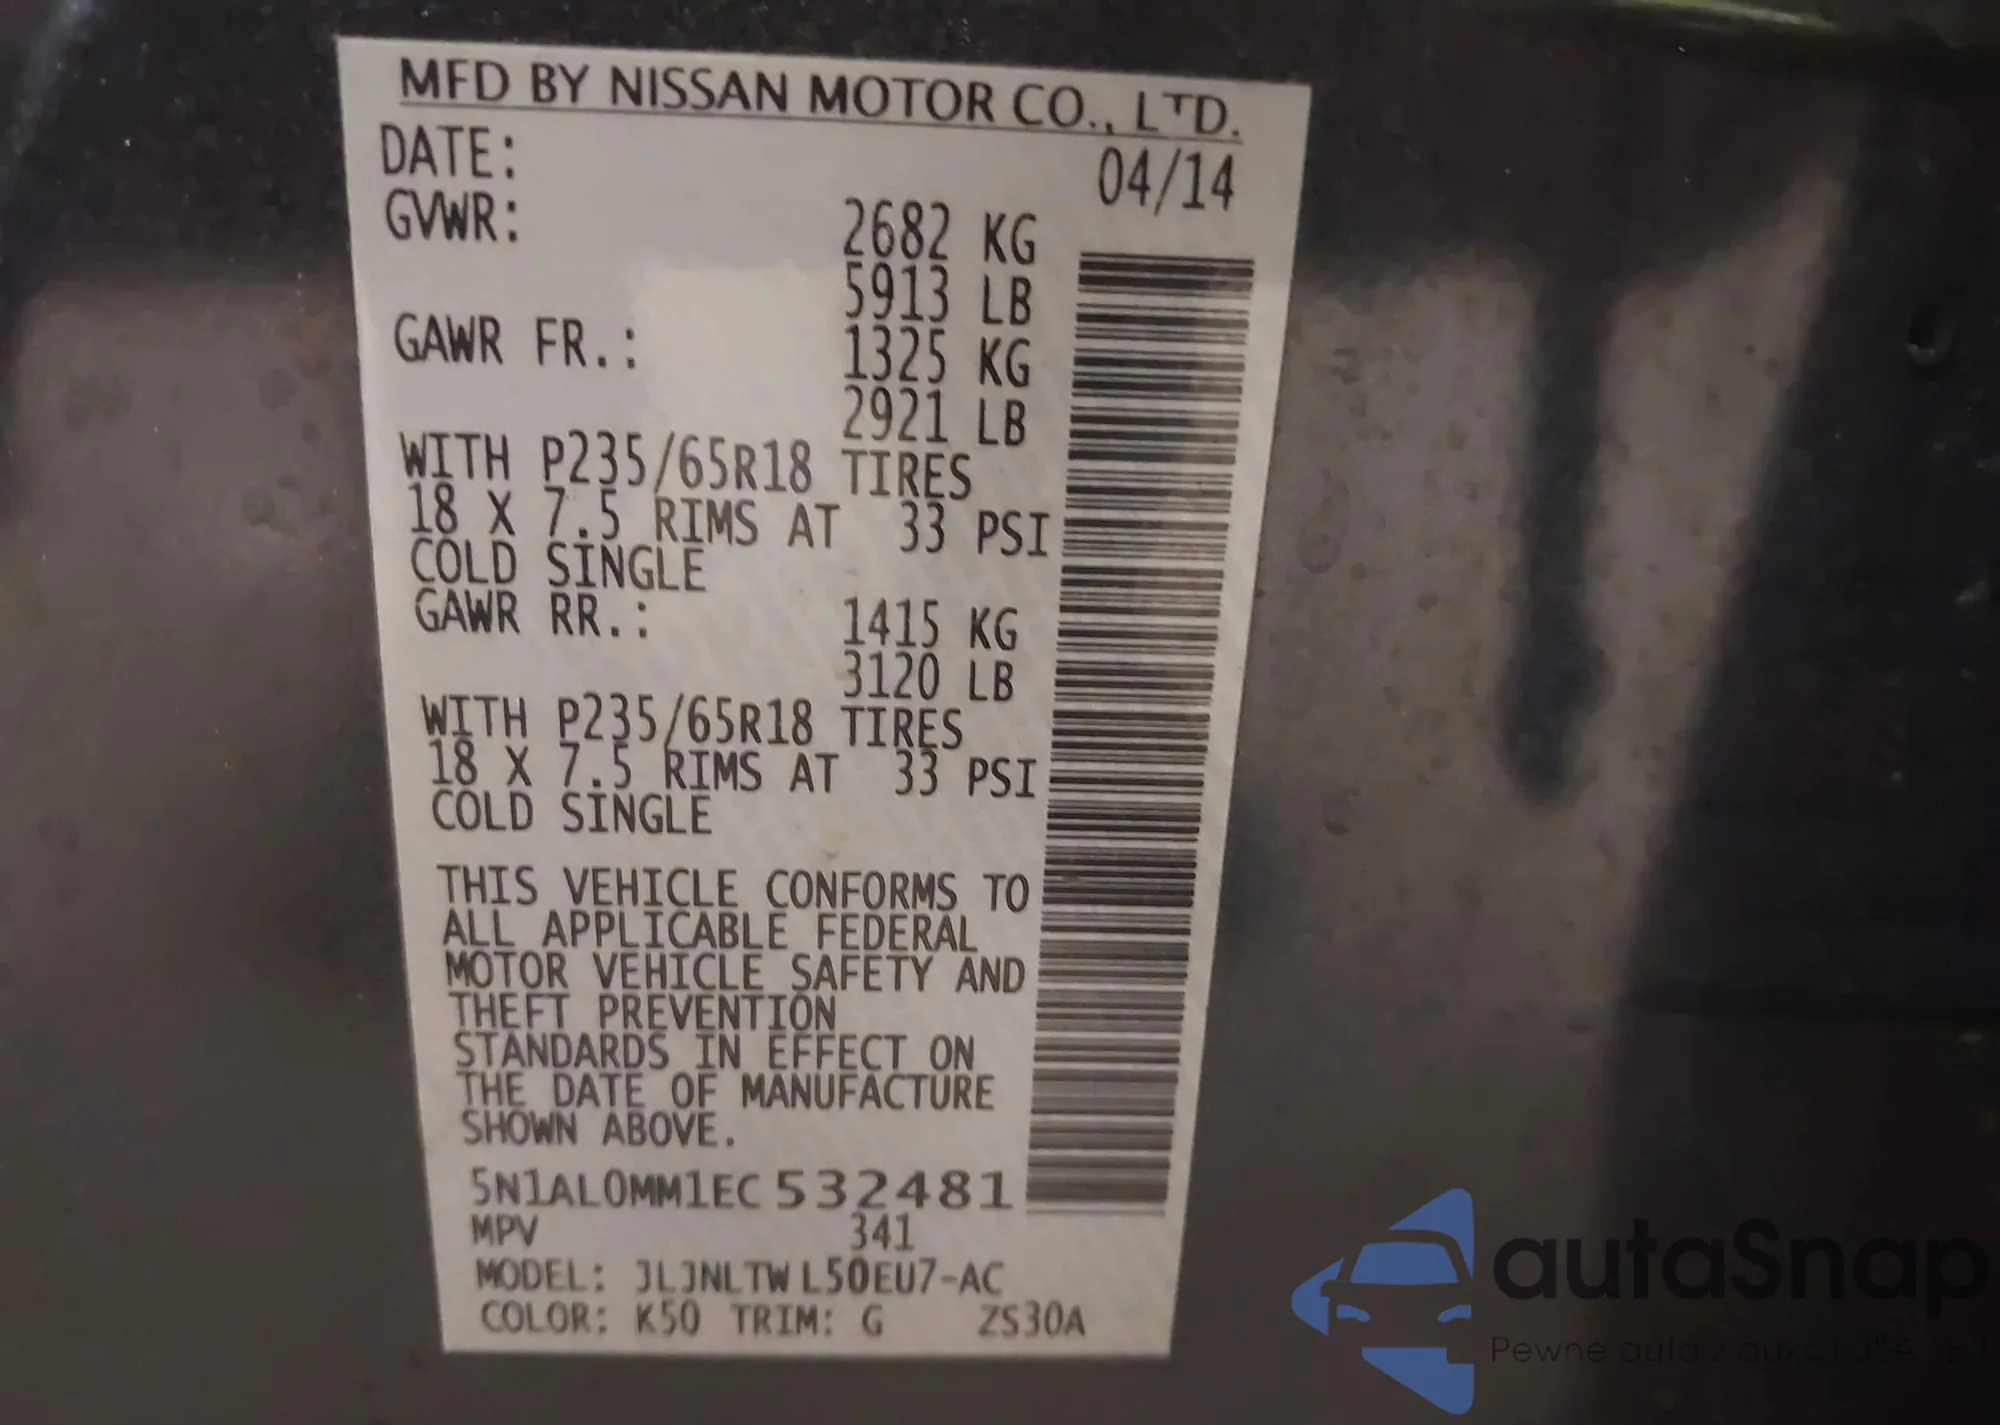 MFD BY NISSAN MOTOR CO., LTD.
DATE: 04/14
GVWR: 2682 KG
5913 LB
GAWR FR.: 1325 KG
2921 LB
WITH P235/65R18 TIRES
18 X 7.5 RIMS AT 33 PSI
COLD SINGLE
GAWR RR.: 1415 KG
3120 LB
WITH P235/65R18 TIRES
18 X 7.5 RIMS AT 33 PSI
COLD SINGLE
THIS VEHICLE CONFORMS TO
ALL APPLICABLE FEDERAL
MOTOR VEHICLE SAFETY AND
THEFT PREVENTION
STANDARDS IN EFFECT ON
THE DATE OF MANUFACTURE
SHOWN ABOVE.
5N1AL0MM1EC532481
MPV 341
MODEL: JLJNLTWL50EU7-AC
COLOR: K50 TRIM: G ZS30A
autaSnap
Pewne auta z aukcji USA